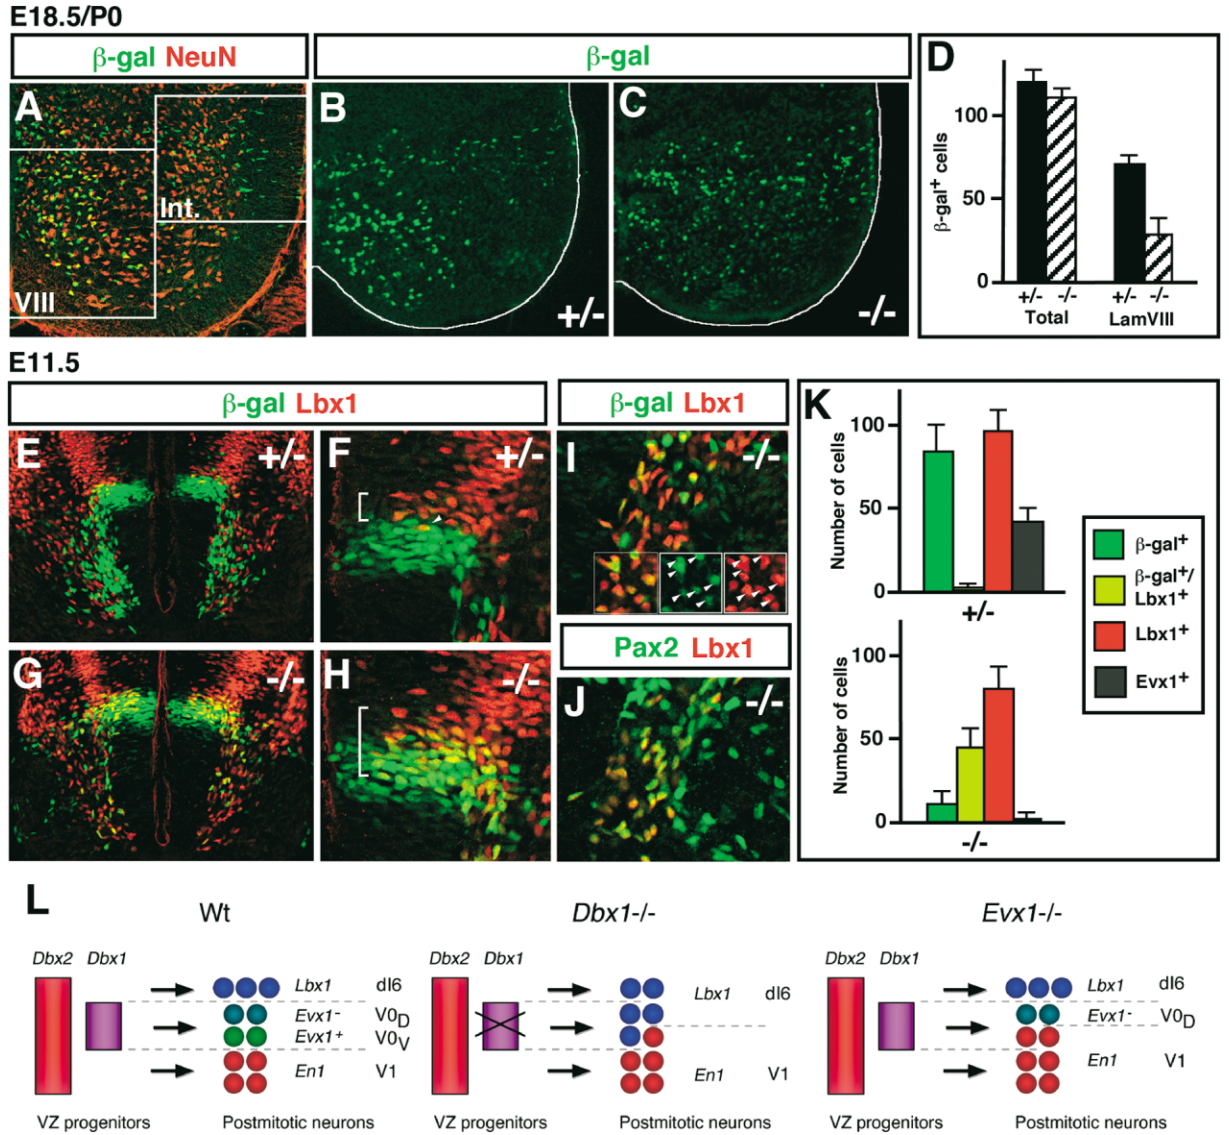 E18.5/P0
β-gal NeuN
β-gal
A
Int.
VIII
B
+/-
C
-/-
D
β-gal+ cells
100
50
0
+/- -/- +/- -/-
Total LamVIII
E11.5
β-gal Lbx1
E
+/-
F
+/-
G
-/-
H
-/-
β-gal Lbx1
I
-/-
Pax2 Lbx1
J
-/-
K
Number of cells
100
50
0
+/-
Number of cells
100
50
0
-/-
β-gal+
β-gal+/
Lbx1+
Lbx1+
Evx1+
L
Wt
Dbx2 Dbx1
Lbx1 dI6
Evx1- V0D
Evx1+ V0V
En1 V1
VZ progenitors Postmitotic neurons
Dbx1-/-
Dbx2 Dbx1
Lbx1 dI6
En1 V1
VZ progenitors Postmitotic neurons
Evx1-/-
Dbx2 Dbx1
Lbx1 dI6
Evx1- V0D
En1 V1
VZ progenitors Postmitotic neurons